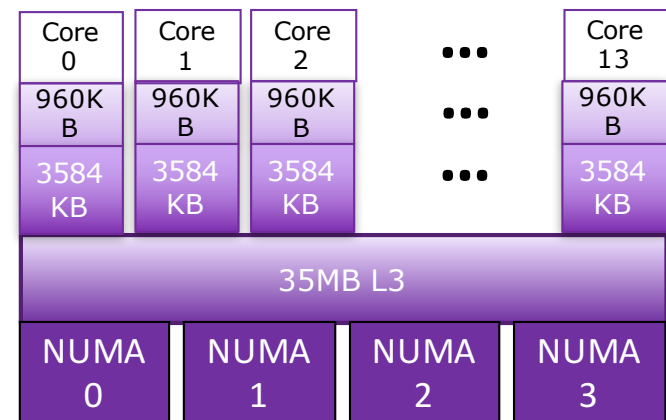 Core Core Core ... Core
0 1 2 13
960K 960K 960K ... 960K
B B B B
3584 3584 3584 ... 3584
KB KB KB KB
35MB L3
NUMA NUMA NUMA NUMA
0 1 2 3